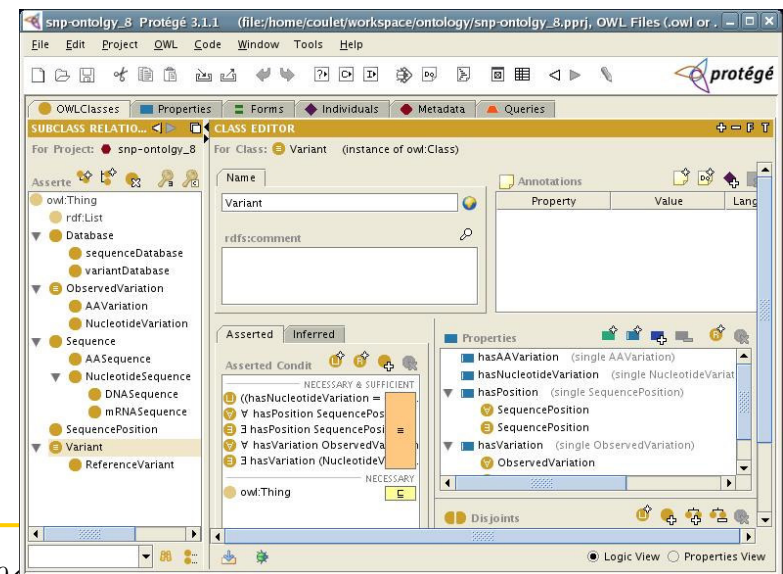 snp-ontolgy_8 Protégé 3.1.1 (file:/home/coulet/workspace/ontology/snp-ontolgy_8.pprj, OWL Files (.owl or .
File Edit Project OWL Code Window Tools Help
protégé
OWLClasses Properties Forms Individuals Metadata Queries
SUBCLASS RELATIO...
For Project: snp-ontolgy_8
Asserte
owl:Thing
rdf:List
Database
sequenceDatabase
variantDatabase
ObservedVariation
AAVariation
NucleotideVariation
Sequence
AASequence
NucleotideSequence
DNASequence
mRNASequence
SequencePosition
Variant
ReferenceVariant
CLASS EDITOR
For Class: Variant (instance of owl:Class)
Name
Variant
rdfs:comment
Annotations
Property Value Lang
Asserted Inferred
Asserted Condit
NECESSARY & SUFFICIENT
((hasNucleotideVariation =
∀ hasPosition SequencePos
∃ hasPosition SequencePosi
∀ hasVariation ObservedVa
∃ hasVariation (NucleotideV
≡
NECESSARY
owl:Thing ⊑
Properties
hasAAVariation (single AAVariation)
hasNucleotideVariation (single NucleotideVariat
hasPosition (single SequencePosition)
SequencePosition
SequencePosition
hasVariation (single ObservedVariation)
ObservedVariation
Disjoints
Logic View Properties View